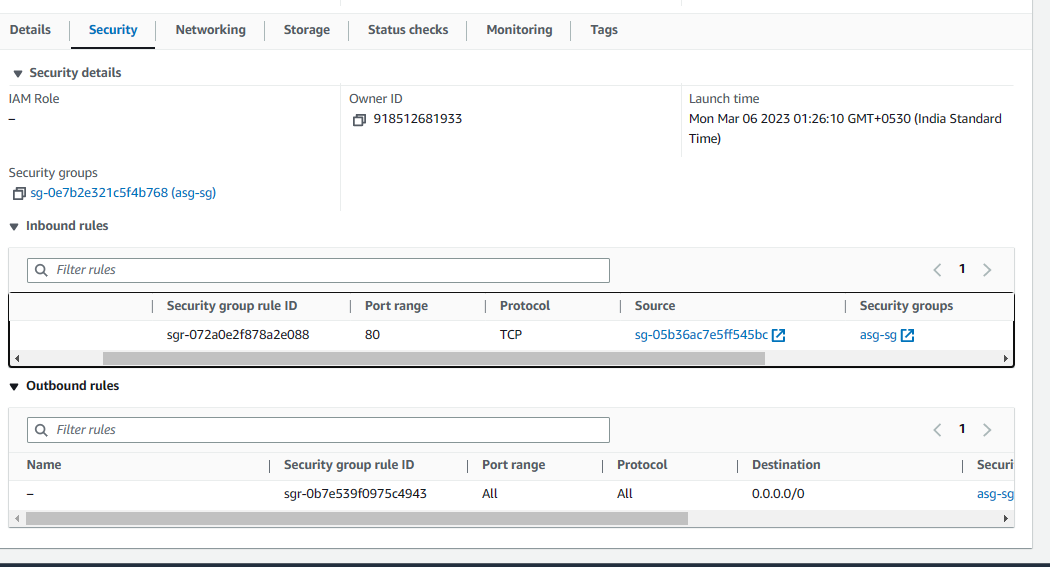 Details Security Networking Storage Status checks Monitoring Tags
Security details
IAM Role Owner ID Launch time
– 918512681933 Mon Mar 06 2023 01:26:10 GMT+0530 (India Standard
Time)
Security groups
sg-0e7b2e321c5f4b768 (asg-sg)
Inbound rules
Filter rules 1
Security group rule ID Port range Protocol Source Security groups
sgr-072a0e2f878a2e088 80 TCP sg-05b36ac7e5ff545bc asg-sg
Outbound rules
Filter rules 1
Name Security group rule ID Port range Protocol Destination Securi
– sgr-0b7e539f0975c4943 All All 0.0.0.0/0 asg-sg